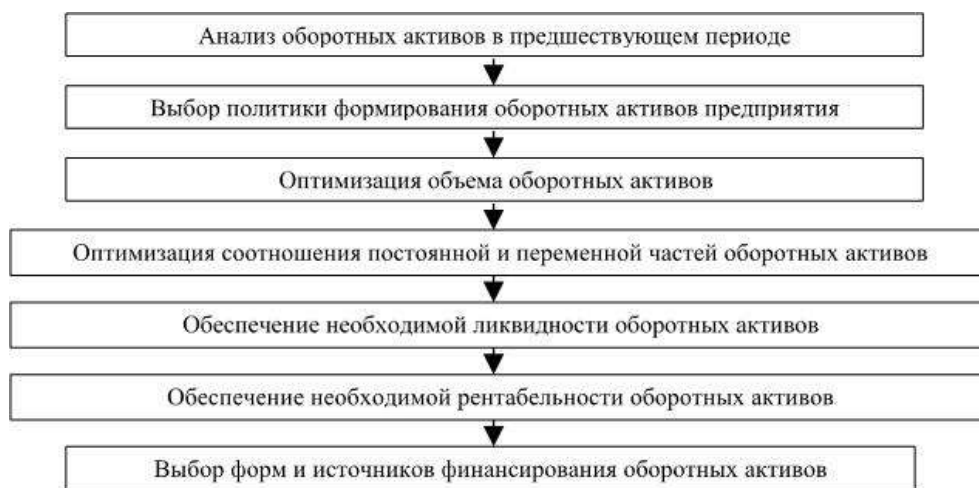 Анализ оборотных активов в предшествующем периоде
Выбор политики формирования оборотных активов предприятия
Оптимизация объема оборотных активов
Оптимизация соотношения постоянной и переменной частей оборотных активов
Обеспечение необходимой ликвидности оборотных активов
Обеспечение необходимой рентабельности оборотных активов
Выбор форм и источников финансирования оборотных активов